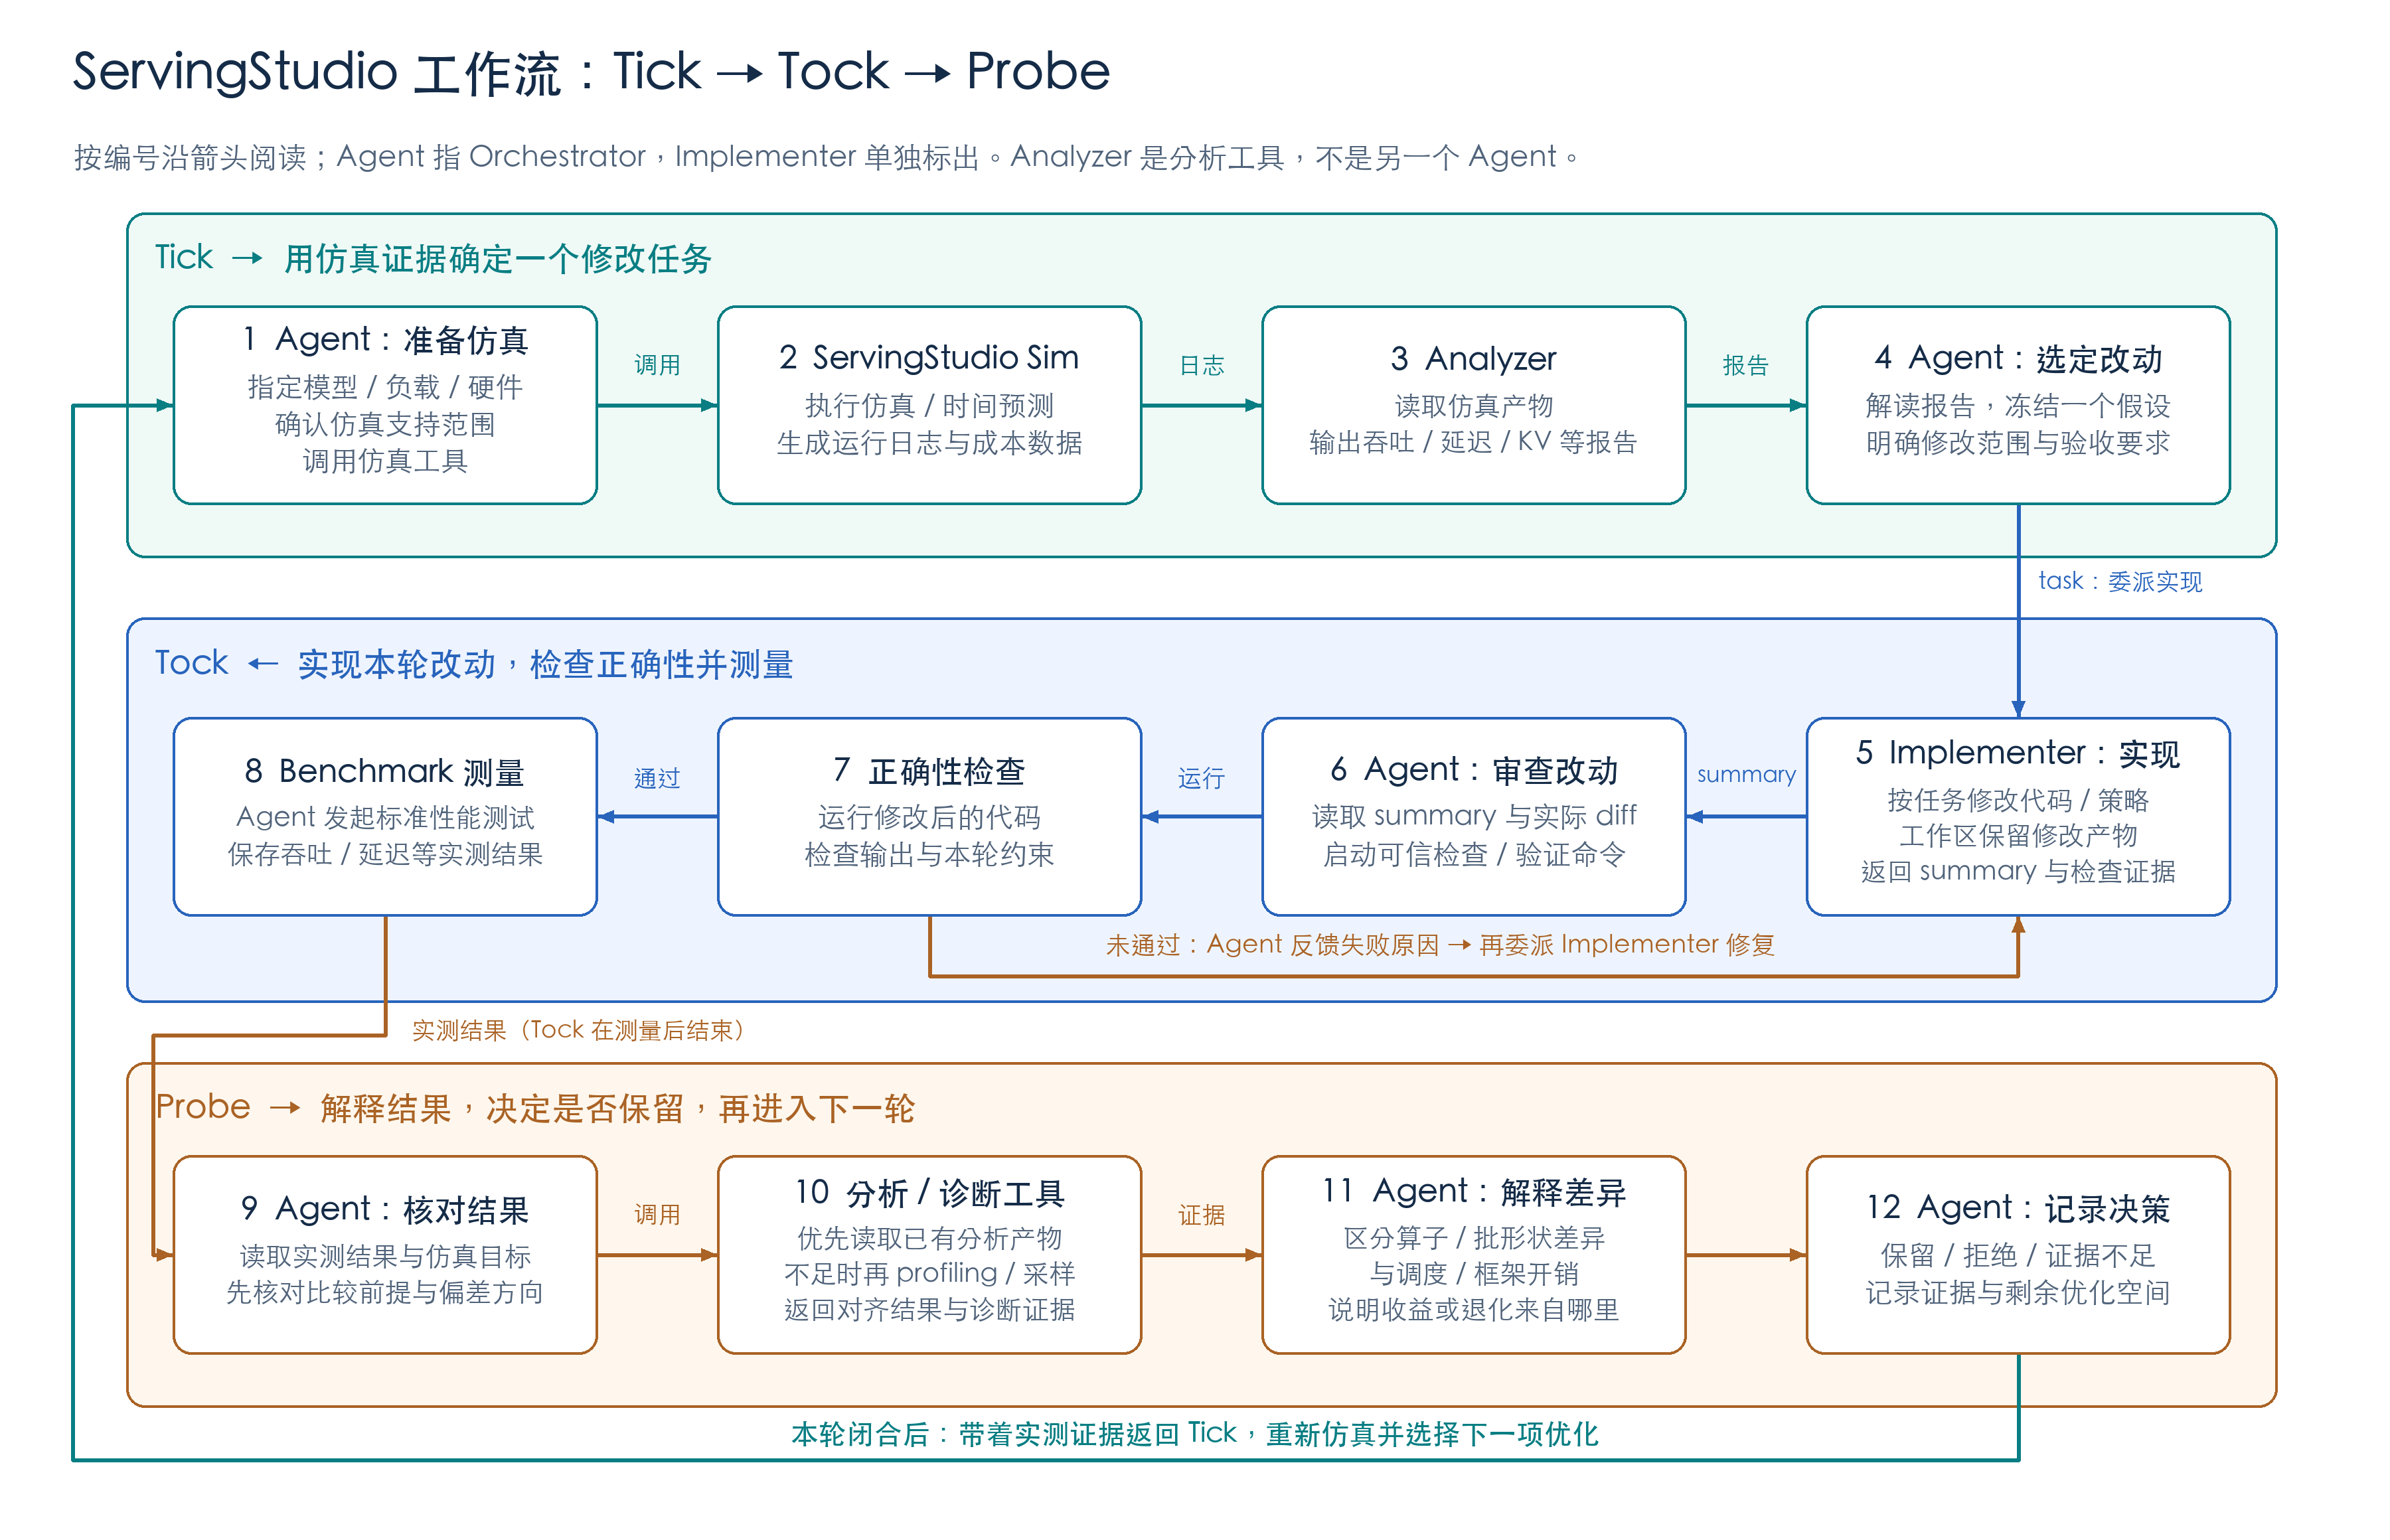 ServingStudio 工作流：Tick → Tock → Probe
按编号沿箭头阅读；Agent 指 Orchestrator，Implementer 单独标出。Analyzer 是分析工具，不是另一个 Agent。
Tick → 用仿真证据确定一个修改任务
1 Agent：准备仿真
指定模型 / 负载 / 硬件
确认仿真支持范围
调用仿真工具
调用
2 ServingStudio Sim
执行仿真 / 时间预测
生成运行日志与成本数据
日志
3 Analyzer
读取仿真产物
输出吞吐 / 延迟 / KV 等报告
报告
4 Agent：选定改动
解读报告，冻结一个假设
明确修改范围与验收要求
task：委派实现
Tock ← 实现本轮改动，检查正确性并测量
5 Implementer：实现
按任务修改代码 / 策略
工作区保留修改产物
返回 summary 与检查证据
summary
6 Agent：审查改动
读取 summary 与实际 diff
启动可信检查 / 验证命令
运行
7 正确性检查
运行修改后的代码
检查输出与本轮约束
通过
8 Benchmark 测量
Agent 发起标准性能测试
保存吞吐 / 延迟等实测结果
未通过：Agent 反馈失败原因 → 再委派 Implementer 修复
实测结果（Tock 在测量后结束）
Probe → 解释结果，决定是否保留，再进入下一轮
9 Agent：核对结果
读取实测结果与仿真目标
先核对比较前提与偏差方向
调用
10 分析 / 诊断工具
优先读取已有分析产物
不足时再 profiling / 采样
返回对齐结果与诊断证据
证据
11 Agent：解释差异
区分算子 / 批形状差异
与调度 / 框架开销
说明收益或退化来自哪里
12 Agent：记录决策
保留 / 拒绝 / 证据不足
记录证据与剩余优化空间
本轮闭合后：带着实测证据返回 Tick，重新仿真并选择下一项优化